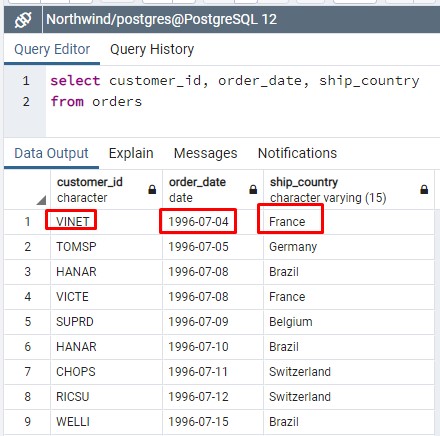 Northwind/postgres@PostgreSQL 12
Query Editor Query History
1 select customer_id, order_date, ship_country
2 from orders
Data Output Explain Messages Notifications
customer_id order_date ship_country
character date character varying (15)
1 VINET 1996-07-04 France
2 TOMSP 1996-07-05 Germany
3 HANAR 1996-07-08 Brazil
4 VICTE 1996-07-08 France
5 SUPRD 1996-07-09 Belgium
6 HANAR 1996-07-10 Brazil
7 CHOPS 1996-07-11 Switzerland
8 RICSU 1996-07-12 Switzerland
9 WELLI 1996-07-15 Brazil